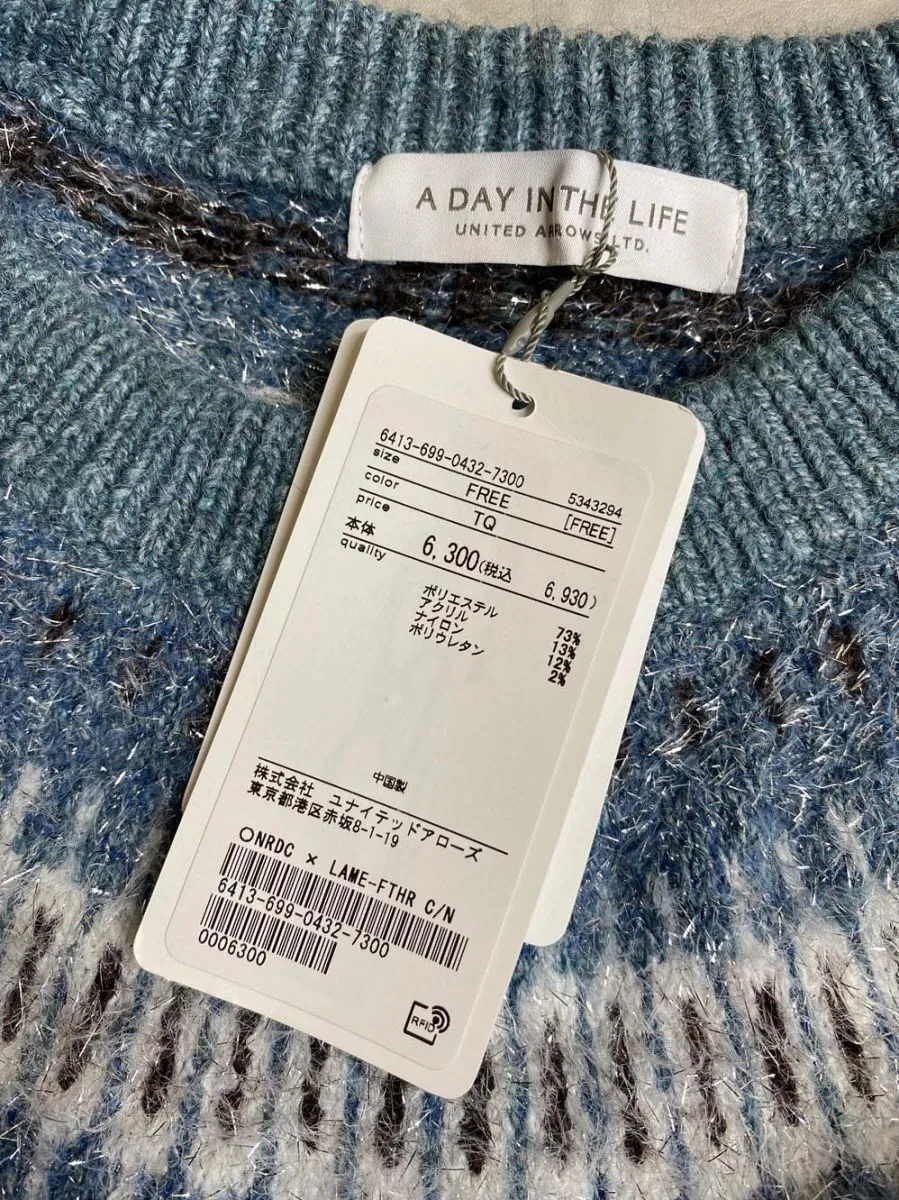 A DAY IN THE LIFE
UNITED ARROWS LTD.
6413-699-0432-7300
size FREE 5343294
color TQ [FREE]
price
本体 6,300(税込 6,930)
quality
ポリエステル 73%
アクリル 13%
ナイロン 12%
ポリウレタン 2%
中国製
株式会社 ユナイテッドアローズ
東京都港区赤坂8-1-19
○NRDC × LAME-FTHR C/N
6413-699-0432-7300
0006300
RFID